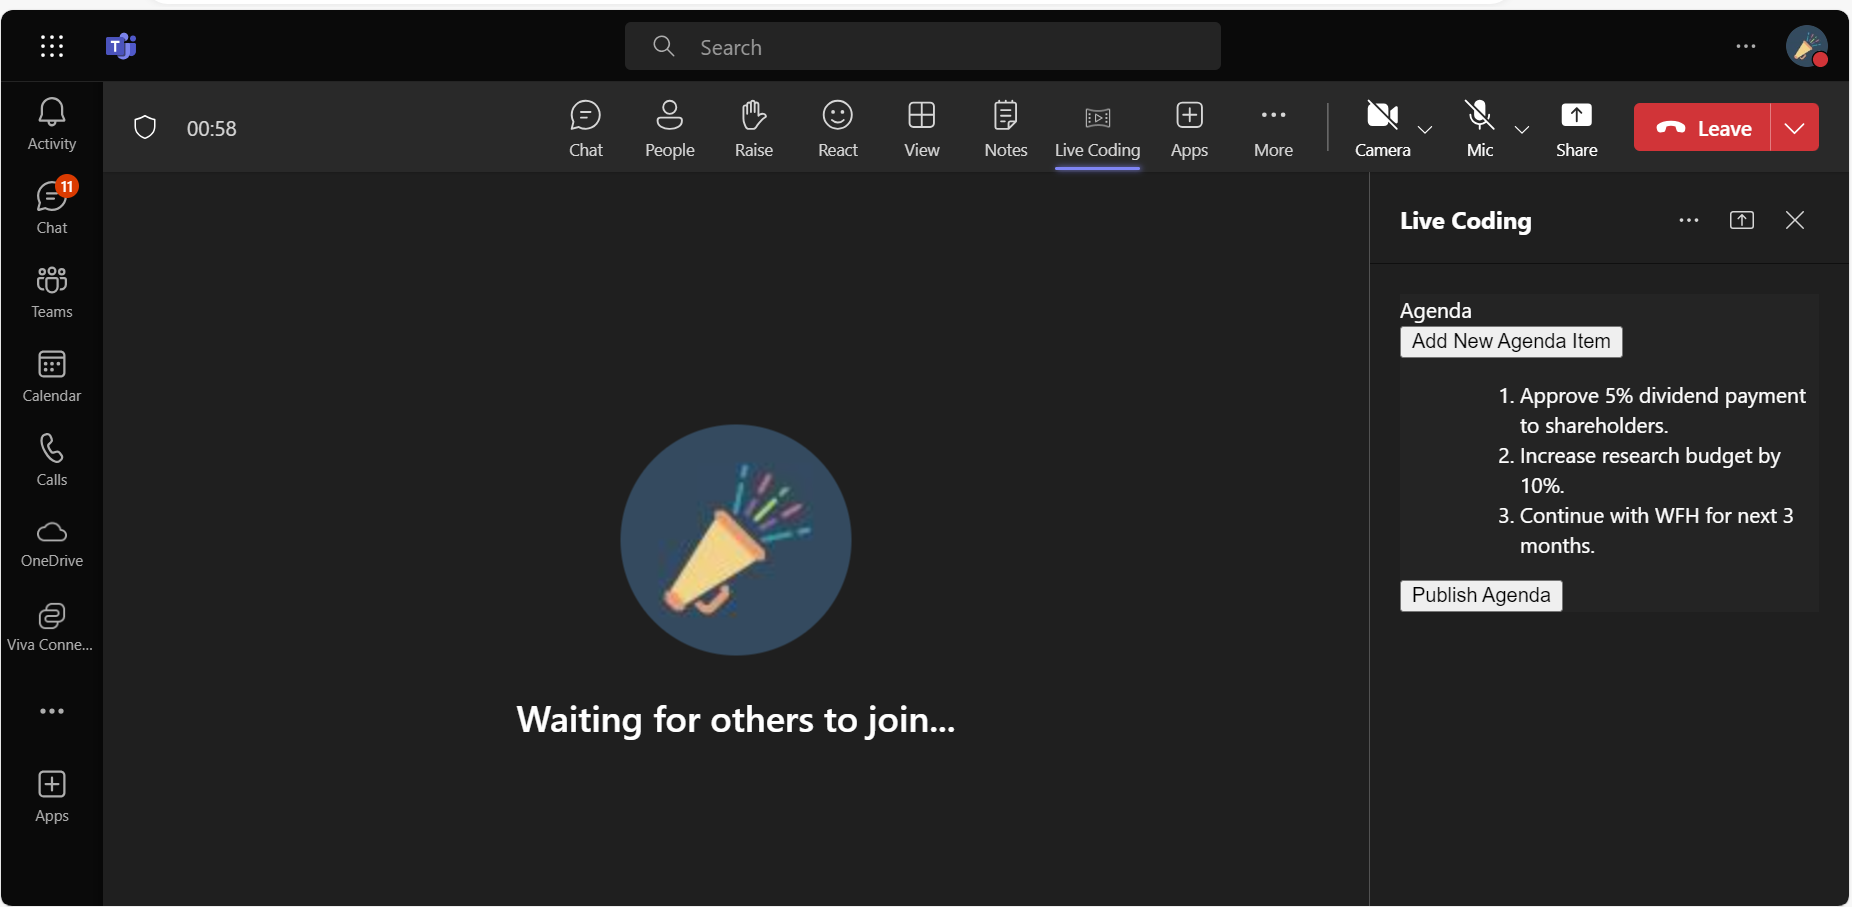 Search
Activity
11
Chat
Teams
Calendar
Calls
OneDrive
Viva Conne...
Apps
00:58
Chat
People
Raise
React
View
Notes
Live Coding
Apps
More
Camera
Mic
Share
Leave
Waiting for others to join...
Live Coding
Agenda
Add New Agenda Item
1. Approve 5% dividend payment
to shareholders.
2. Increase research budget by
10%.
3. Continue with WFH for next 3
months.
Publish Agenda